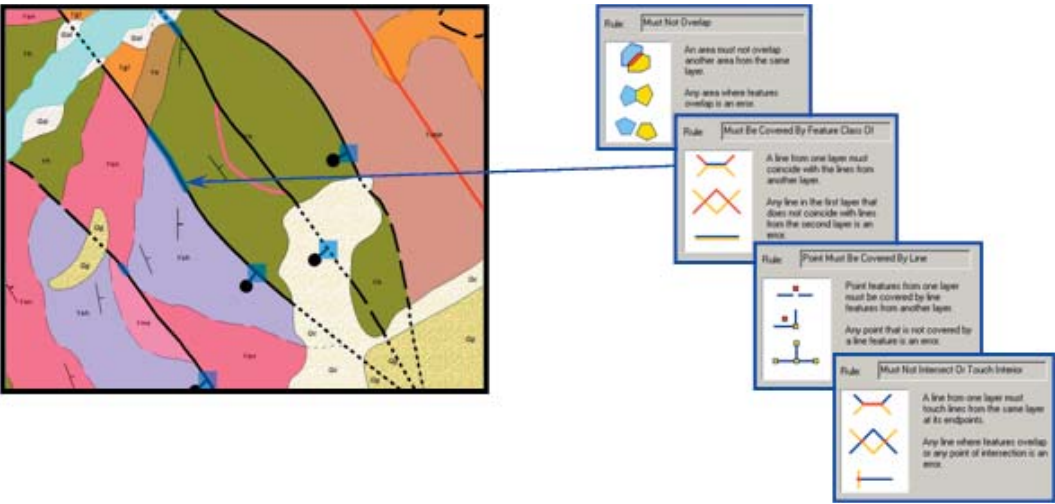 Rule: Must Not Overlap
An area must not overlap
another area from the same
layer.
Any area where features
overlap is an error.
Rule: Must Be Covered By Feature Class Of
A line from one layer must
coincide with the lines from
another layer.
Any line in the first layer that
does not coincide with lines
from the second layer is an
error.
Rule: Point Must Be Covered By Line
Point features from one layer
must be covered by line
features from another layer.
Any point that is not covered by
a line feature is an error.
Rule: Must Not Intersect Or Touch Interior
A line from one layer must
touch lines from the same layer
at its endpoints.
Any line where features overlap
or any point of intersection is an
error.